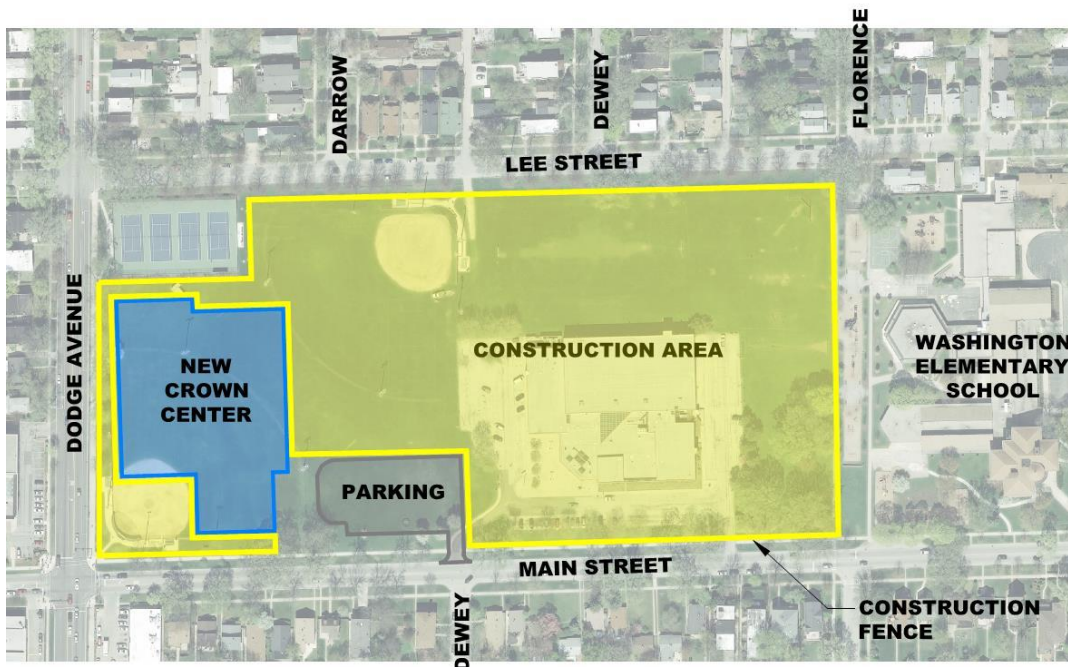 DARROW
DEWEY
FLORENCE
LEE STREET
DODGE AVENUE
NEW
CROWN
CENTER
CONSTRUCTION AREA
WASHINGTON
ELEMENTARY
SCHOOL
PARKING
MAIN STREET
DEWEY
CONSTRUCTION
FENCE